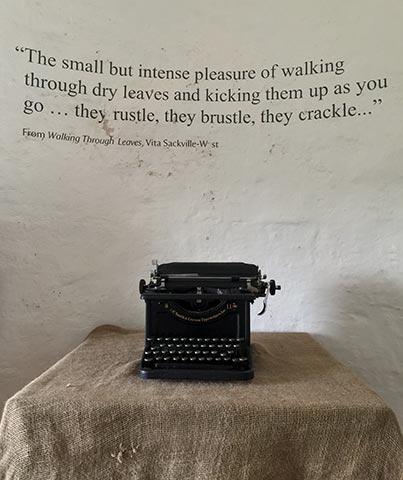 “The small but intense pleasure of walking
through dry leaves and kicking them up as you
go ... they rustle, they brustle, they crackle...”
From Walking Through Leaves, Vita Sackville-W st